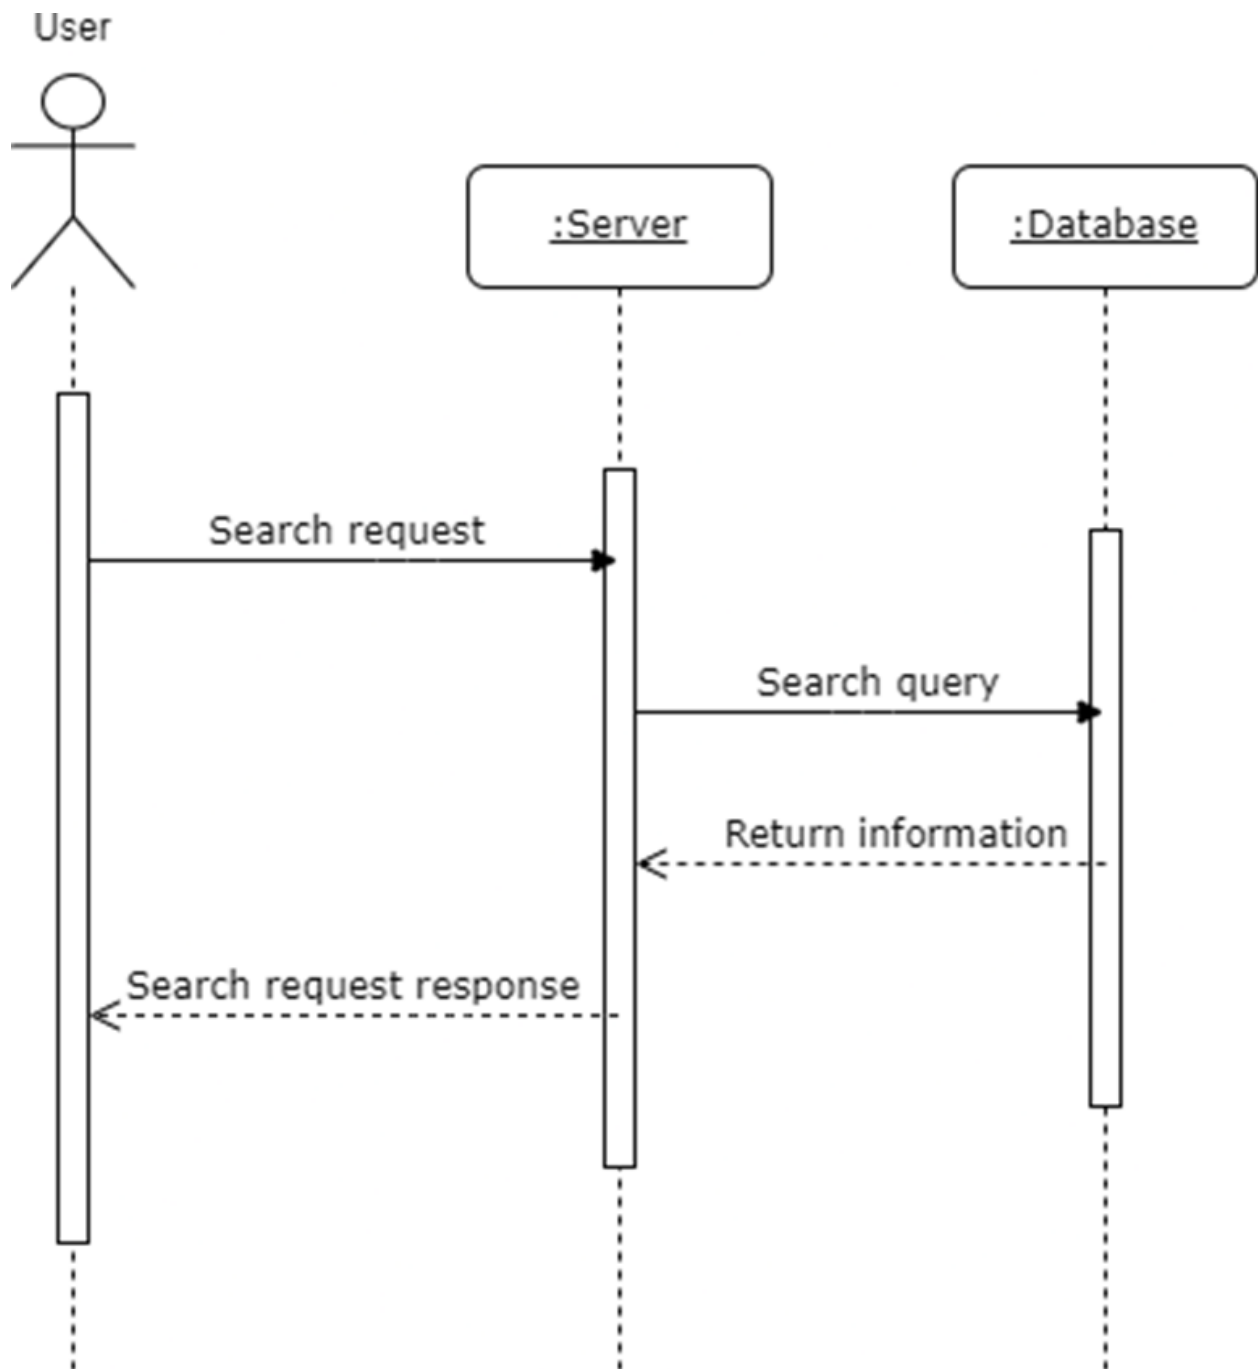 User
:Server
:Database
Search request
Search query
Return information
Search request response